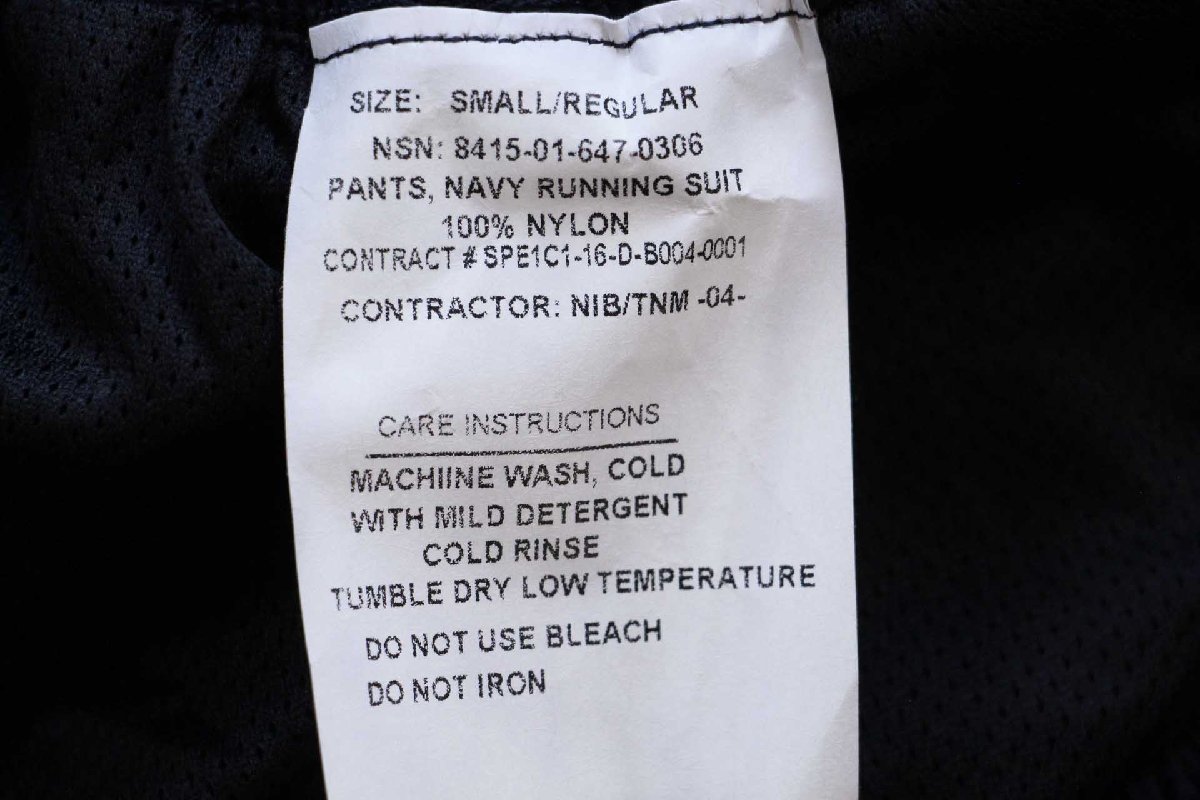 SIZE: SMALL/REGULAR
NSN: 8415-01-647-0306
PANTS, NAVY RUNNING SUIT
100% NYLON
CONTRACT # SPE1C1-16-D-B004-0001
CONTRACTOR: NIB/TNM -04-
CARE INSTRUCTIONS
MACHIINE WASH, COLD
WITH MILD DETERGENT
COLD RINSE
TUMBLE DRY LOW TEMPERATURE
DO NOT USE BLEACH
DO NOT IRON